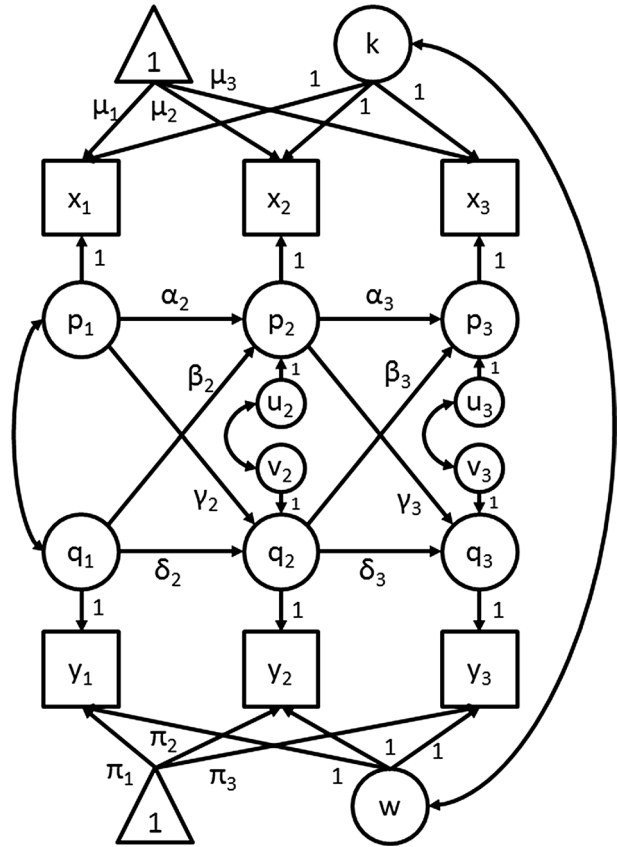 1 k
μ₁ μ₂ μ₃ 1 1 1
x₁ x₂ x₃
1 1 1
p₁ α₂ p₂ α₃ p₃
β₂ 1 β₃ 1
u₂ u₃
v₂ v₃
γ₂ 1 γ₃ 1
q₁ δ₂ q₂ δ₃ q₃
1 1 1
y₁ y₂ y₃
π₁ π₂ π₃ 1 1 1
1 w